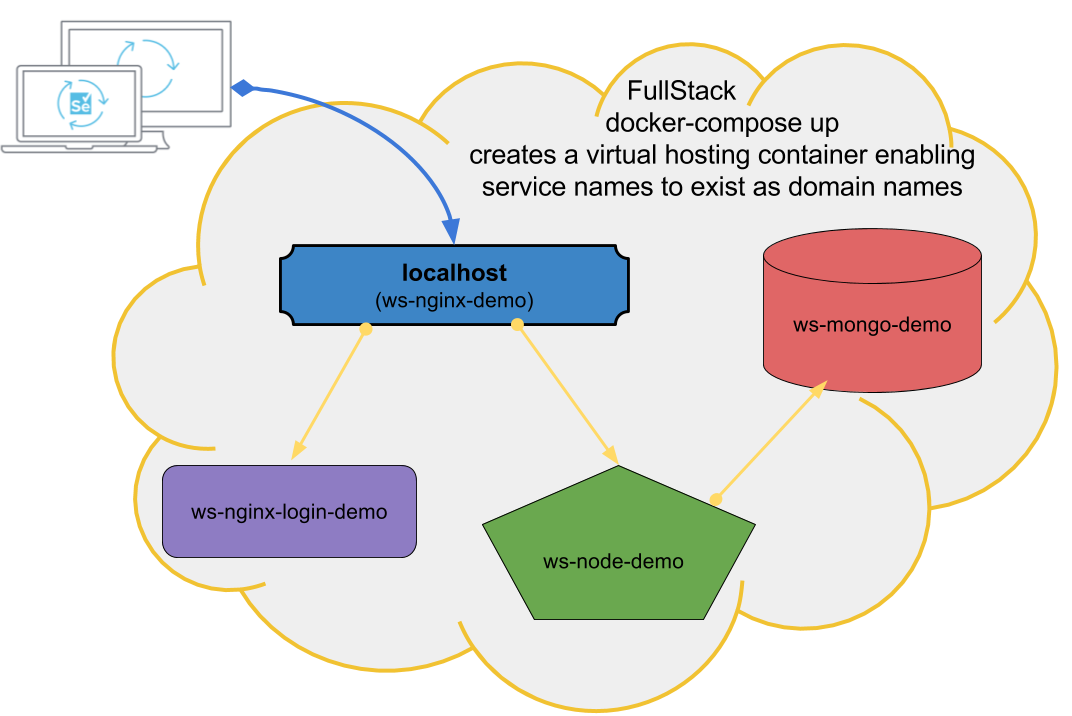 Se
FullStack
docker-compose up
creates a virtual hosting container enabling
service names to exist as domain names
localhost
(ws-nginx-demo)
ws-mongo-demo
ws-nginx-login-demo
ws-node-demo